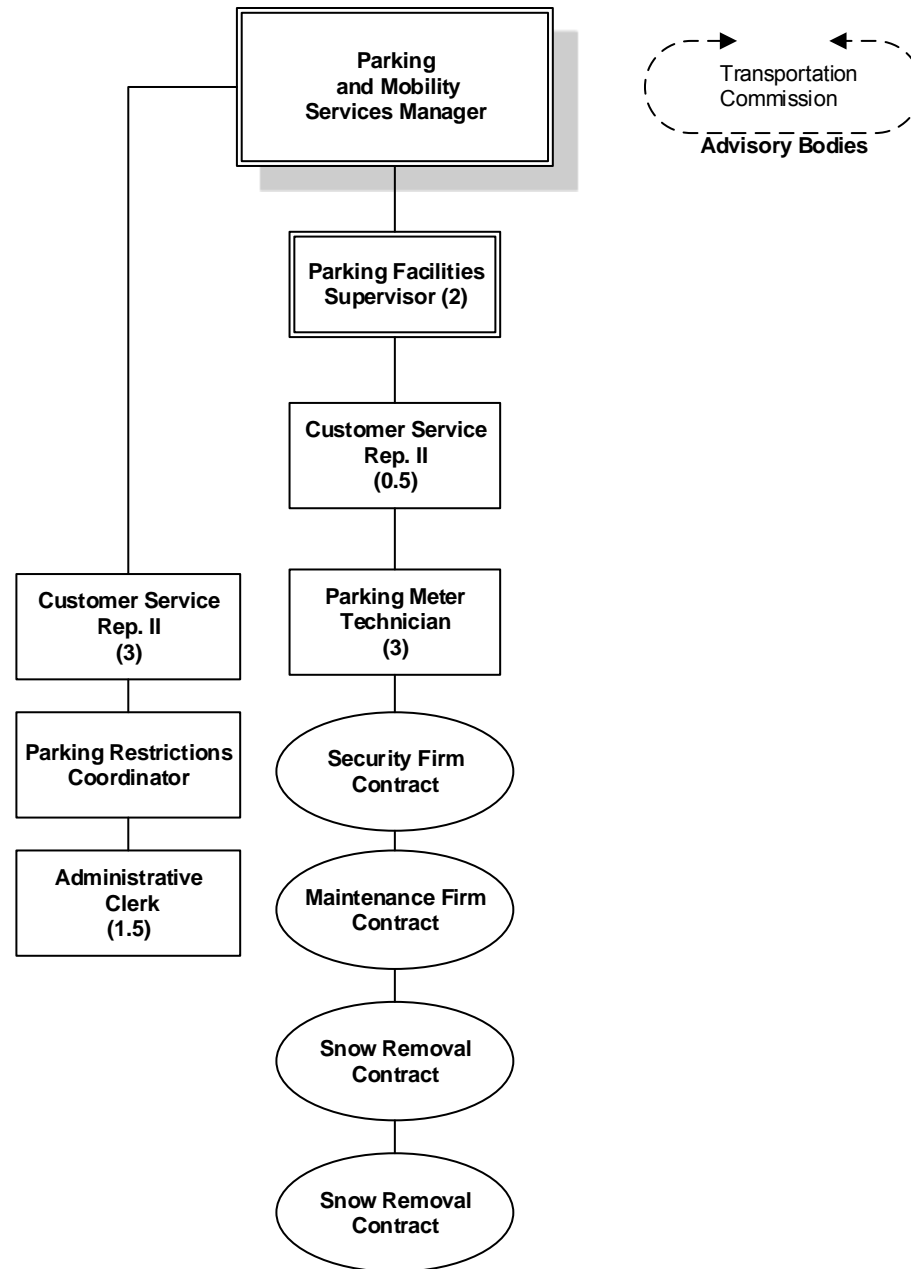 Parking
and Mobility
Services Manager
Transportation
Commission
Advisory Bodies
Parking Facilities
Supervisor (2)
Customer Service
Rep. II
(0.5)
Customer Service
Rep. II
(3)
Parking Meter
Technician
(3)
Parking Restrictions
Coordinator
Security Firm
Contract
Administrative
Clerk
(1.5)
Maintenance Firm
Contract
Snow Removal
Contract
Snow Removal
Contract